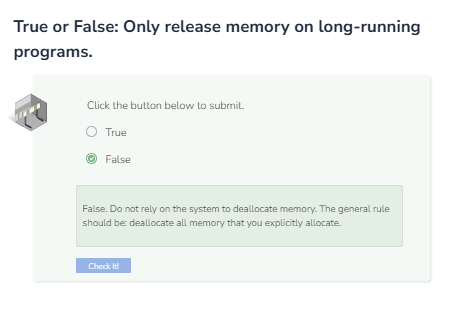 True or False: Only release memory on long-running
programs.
Click the button below to submit.
True
False
False. Do not rely on the system to deallocate memory. The general rule
should be: deallocate all memory that you explicitly allocate.
Check It!